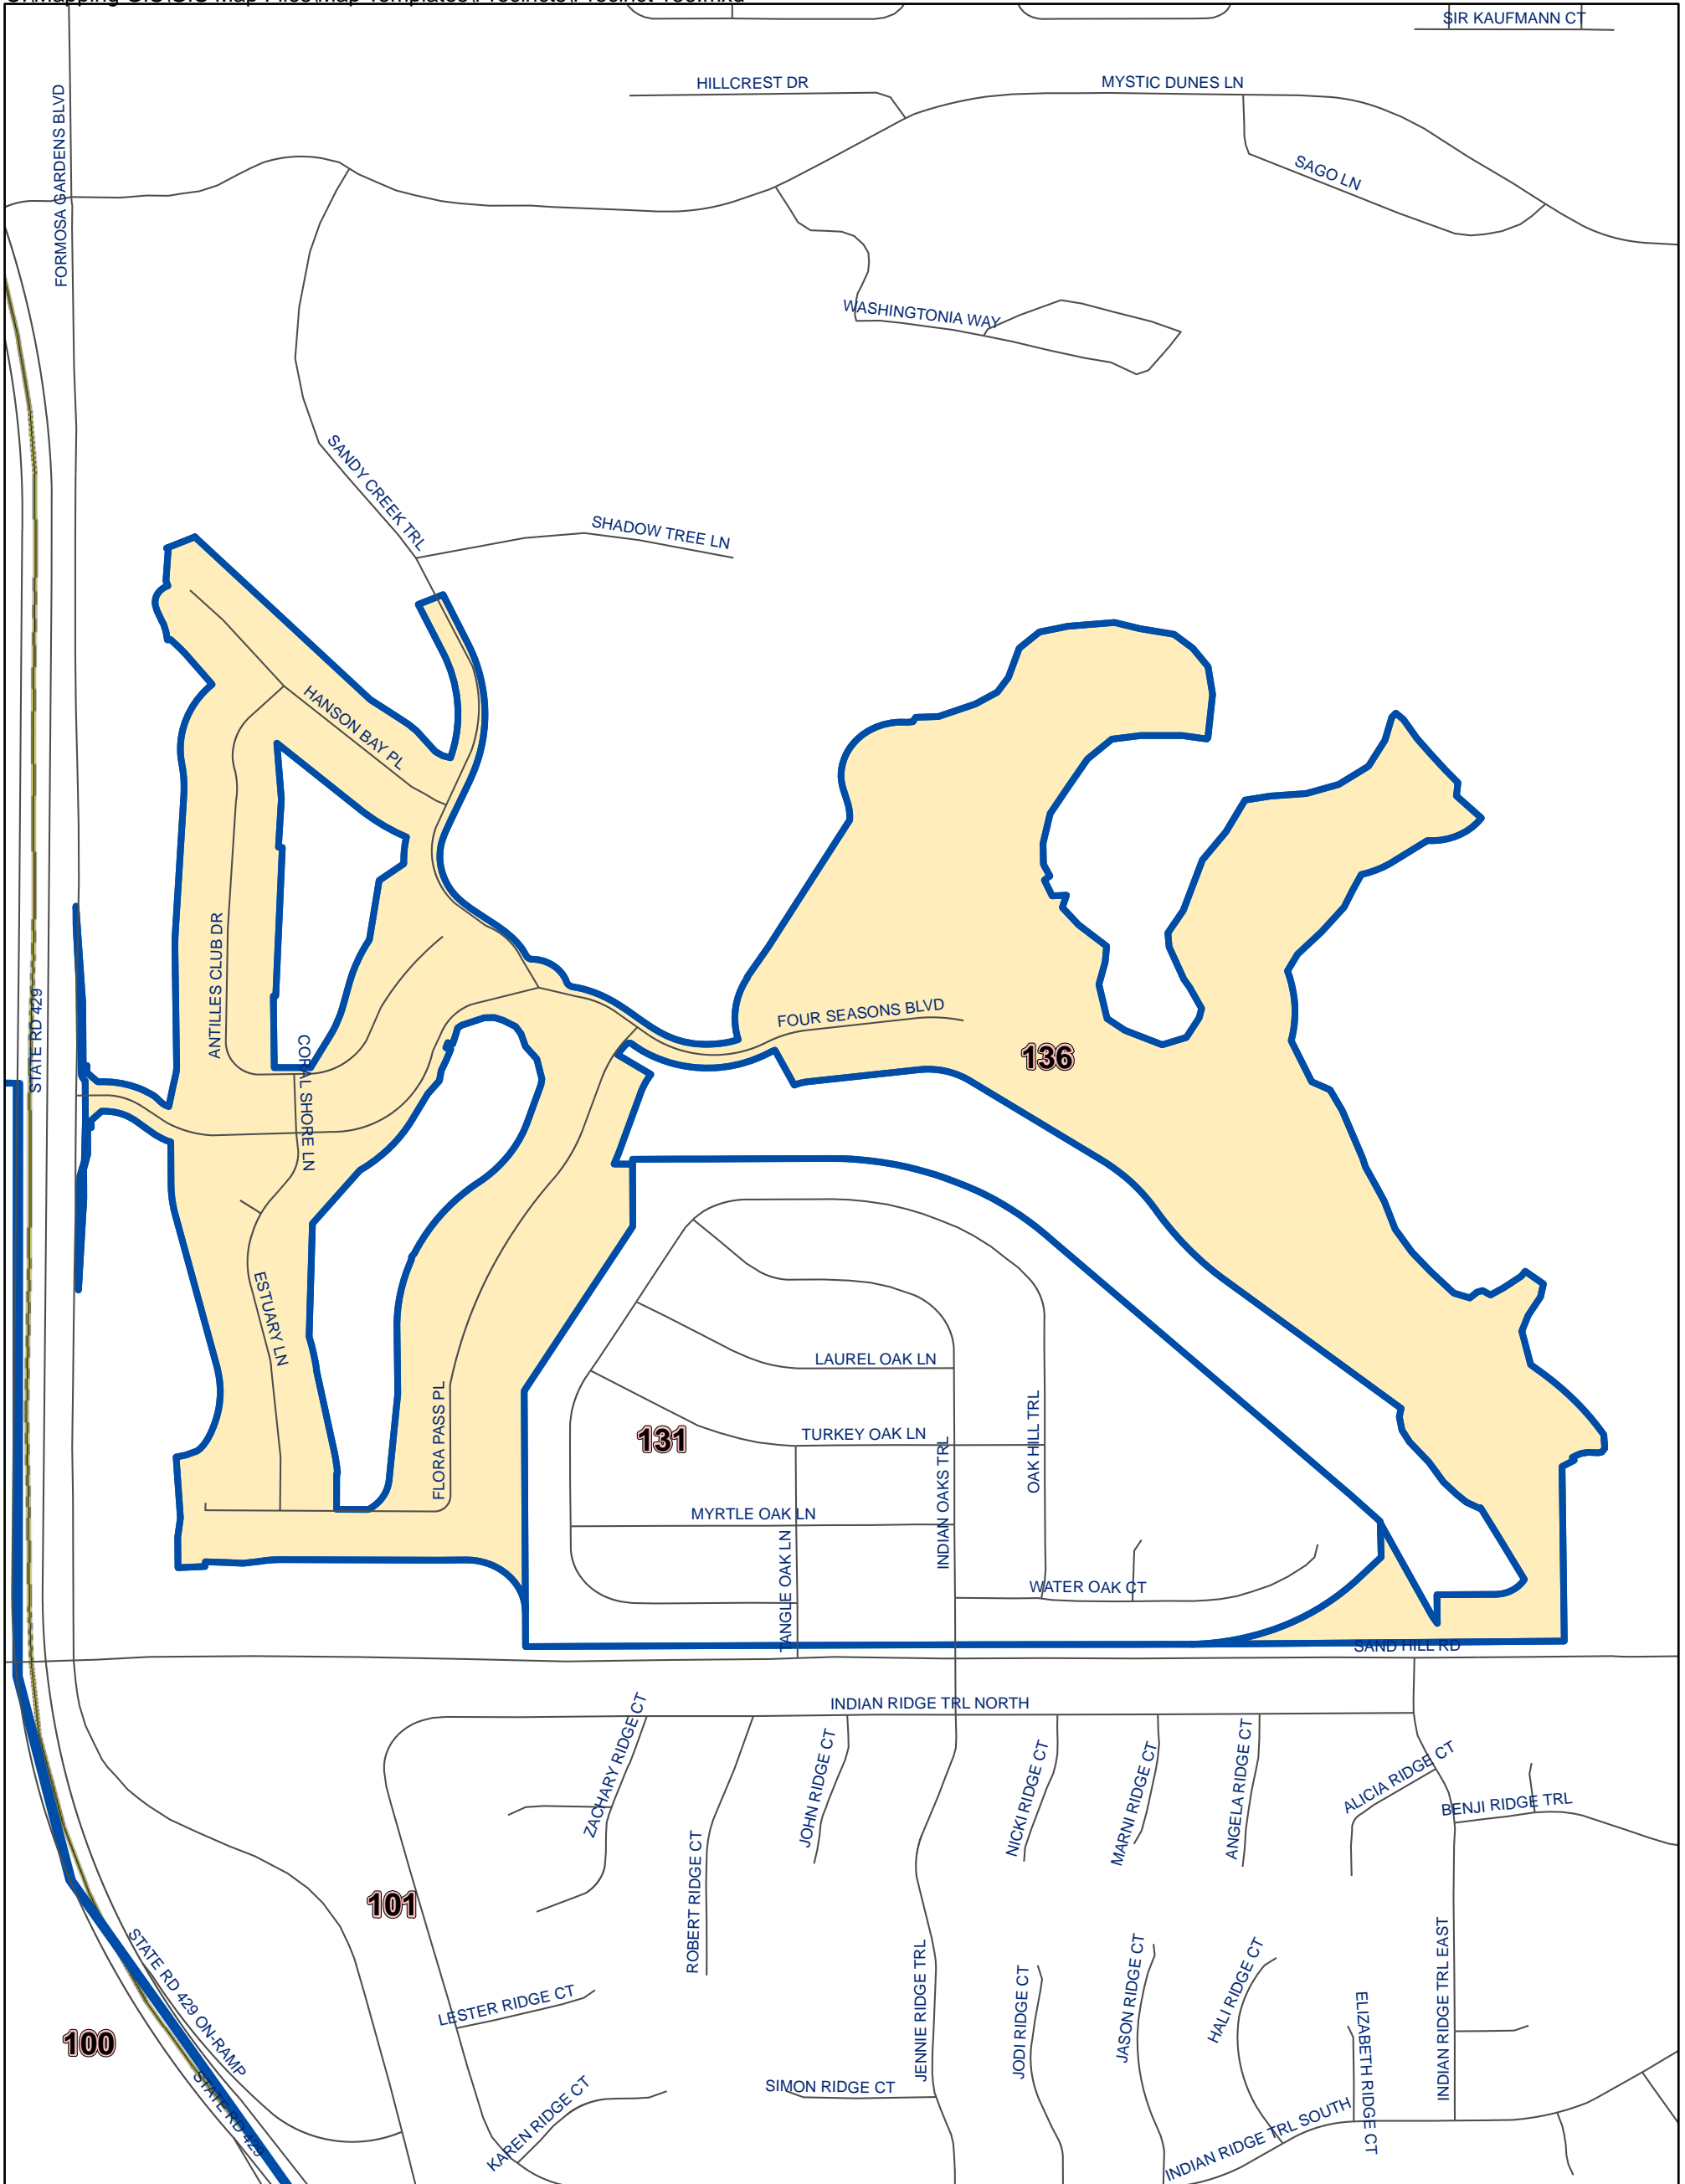 SIR KAUFMANN CT
HILLCREST DR
MYSTIC DUNES LN
FORMOSA GARDENS BLVD
SAGO LN
WASHINGTONIA WAY
SANDY CREEK TRL
SHADOW TREE LN
HANSON BAY PL
ANTILLES CLUB DR
STATE RD 429
FOUR SEASONS BLVD
136
CORAL SHORE LN
ESTUARY LN
FLORA PASS PL
LAUREL OAK LN
131
TURKEY OAK LN
OAK HILL TRL
INDIAN OAKS TRL
MYRTLE OAK LN
TANGLE OAK LN
WATER OAK CT
SAND HILL RD
INDIAN RIDGE TRL NORTH
ZACHARY RIDGE CT
JOHN RIDGE CT
NICKI RIDGE CT
MARNI RIDGE CT
ANGELA RIDGE CT
ALICIA RIDGE CT
BENJI RIDGE TRL
ROBERT RIDGE CT
101
STATE RD 429 ON-RAMP
LESTER RIDGE CT
JENNIE RIDGE TRL
JODI RIDGE CT
JASON RIDGE CT
HALI RIDGE CT
ELIZABETH RIDGE CT
INDIAN RIDGE TRL EAST
100
STATE RD 429
KAREN RIDGE CT
SIMON RIDGE CT
INDIAN RIDGE TRL SOUTH